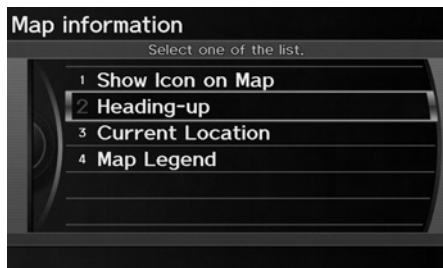 Map information
Select one of the list.
1 Show Icon on Map
2 Heading-up
3 Current Location
4 Map Legend